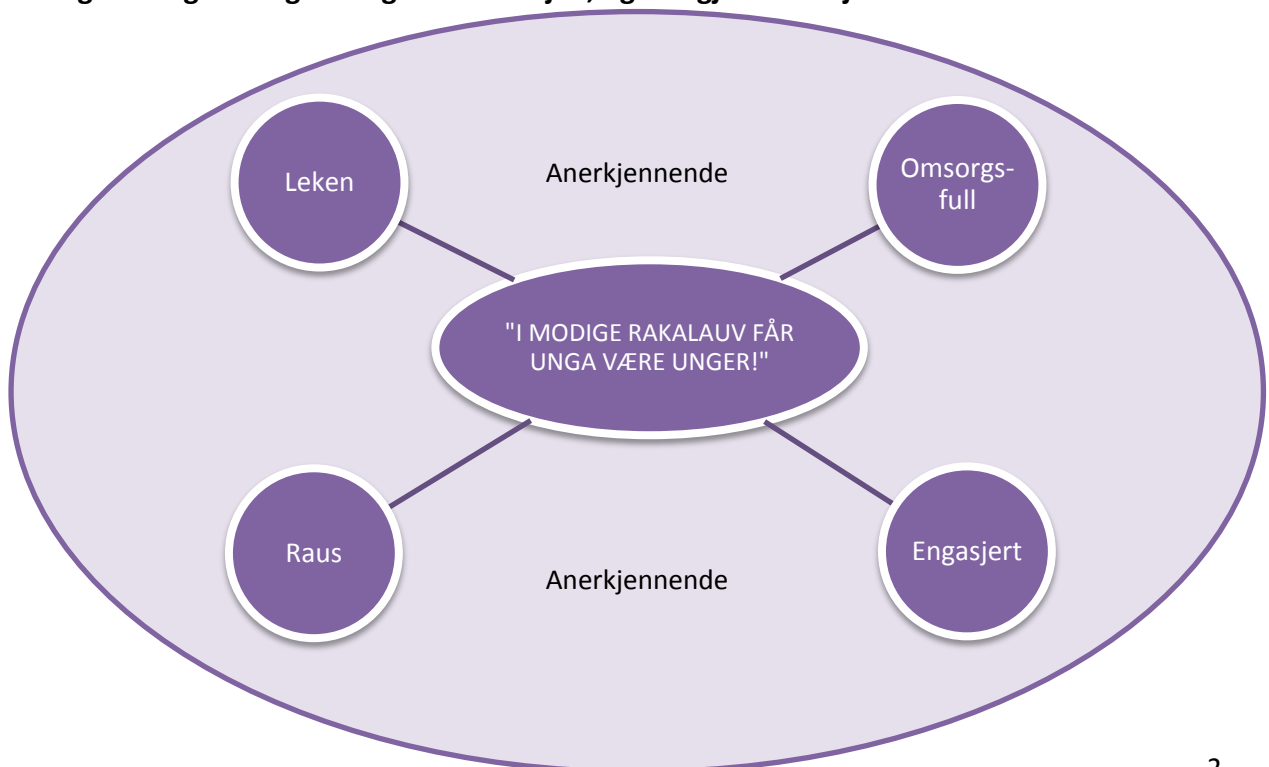 Leken
Anerkjennende
Omsorgs-
full
"I MODIGE RAKALAUV FÅR
UNGA VÆRE UNGER!"
Raus
Anerkjennende
Engasjert